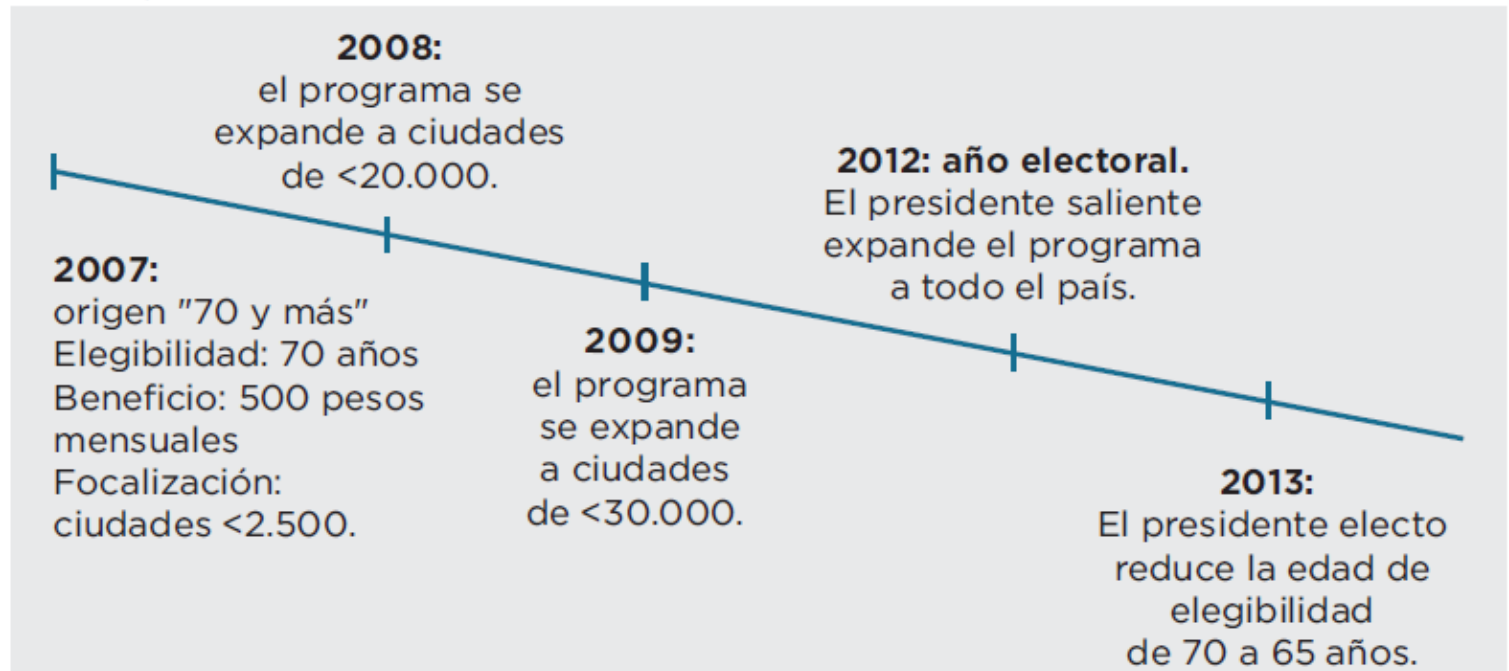 2008:
el programa se
expande a ciudades
de <20.000.
2012: año electoral.
El presidente saliente
expande el programa
a todo el país.
2007:
origen "70 y más"
Elegibilidad: 70 años
Beneficio: 500 pesos
mensuales
Focalización:
ciudades <2.500.
2009:
el programa
se expande
a ciudades
de <30.000.
2013:
El presidente electo
reduce la edad de
elegibilidad
de 70 a 65 años.